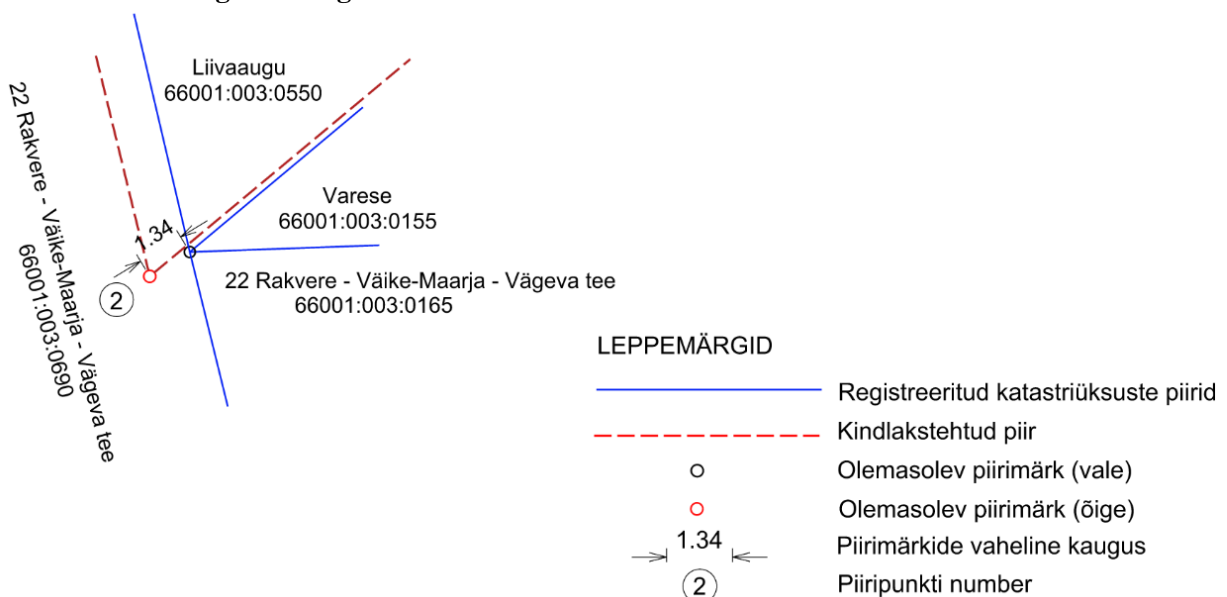 Liivaaugu
66001:003:0550
22 Rakvere - Väike-Maarja - Vägeva tee
66001:003:0690
Varese
66001:003:0155
1.34
2
22 Rakvere - Väike-Maarja - Vägeva tee
66001:003:0165
LEPPEMÄRGID
Registreeritud katastriüksuste piirid
Kindlakstehtud piir
Olemasolev piirimärk (vale)
Olemasolev piirimärk (õige)
1.34
Piirimärkide vaheline kaugus
2
Piiripunkti number